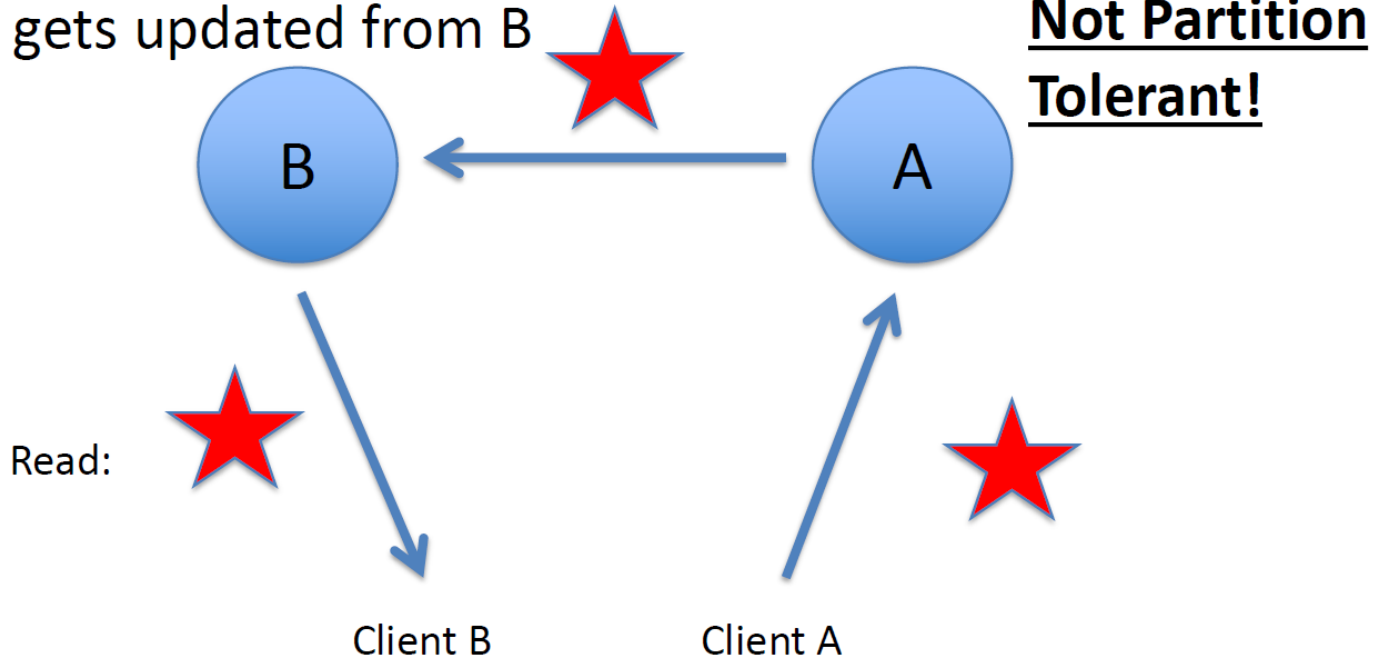 gets updated from B
Not Partition
Tolerant!
B
A
Read:
Client B
Client A